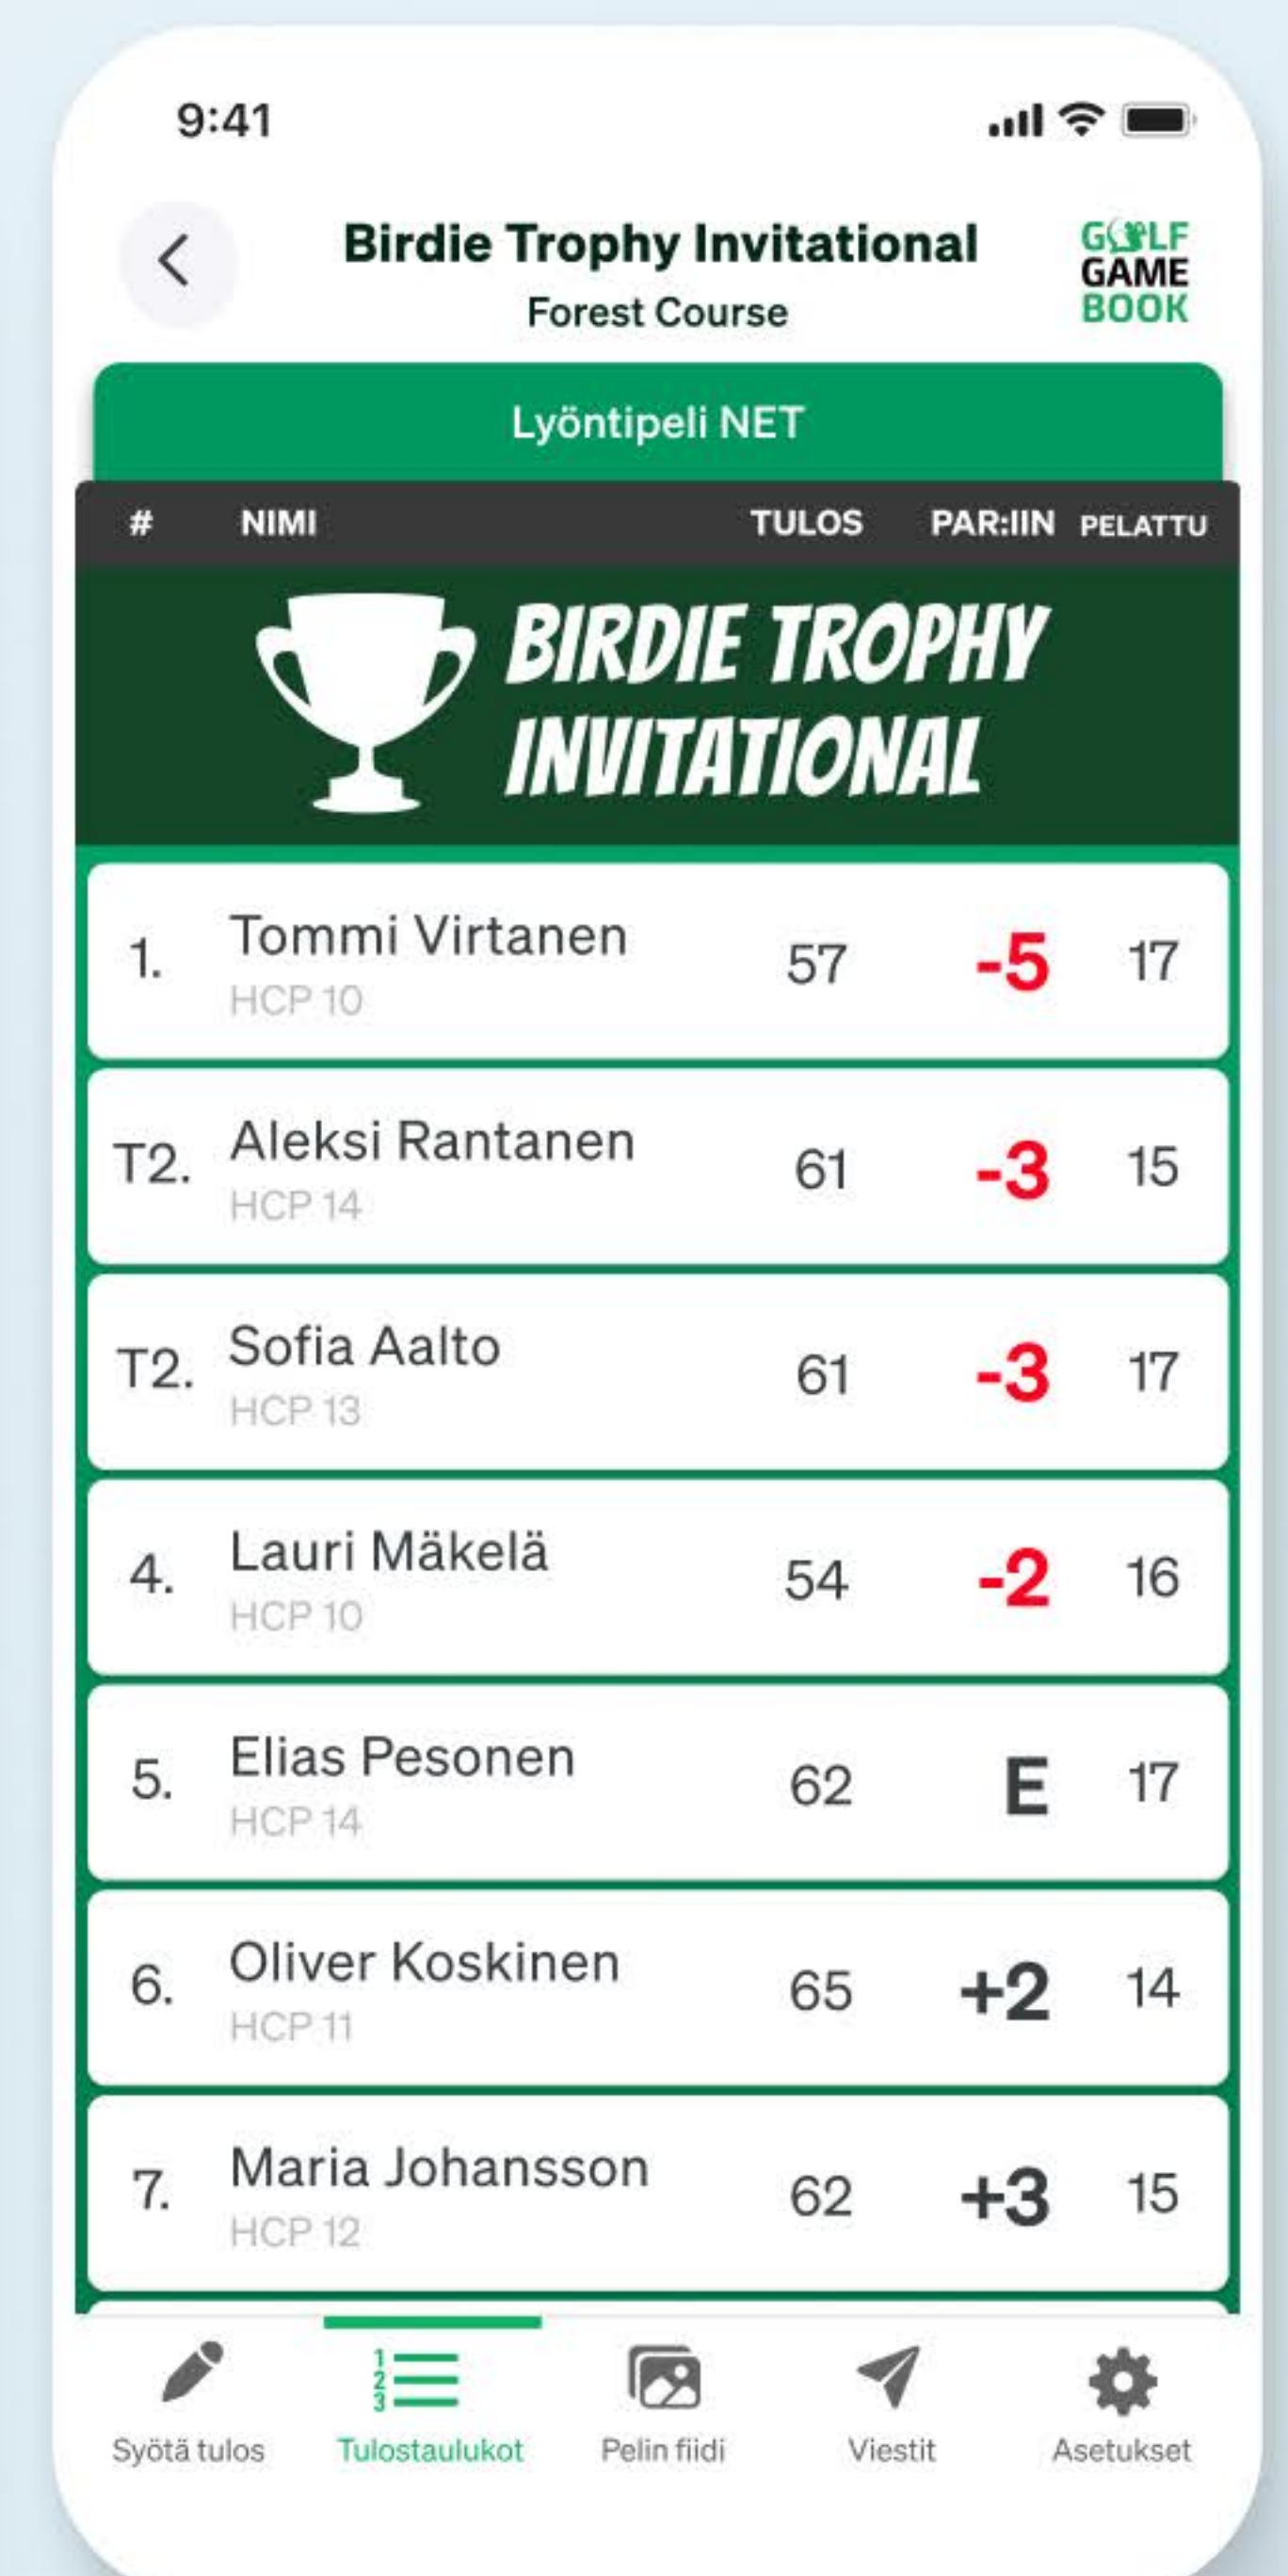 9:41
Birdie Trophy Invitational
Forest Course
GOLF
GAME
BOOK
Lyöntipeli NET
# NIMI TULOS PAR:IIN PELATTU
BIRDIE TROPHY
INVITATIONAL
1. Tommi Virtanen 57 -5 17
HCP 10
T2. Aleksi Rantanen 61 -3 15
HCP 14
T2. Sofia Aalto 61 -3 17
HCP 13
4. Lauri Mäkelä 54 -2 16
HCP 10
5. Elias Pesonen 62 E 17
HCP 14
6. Oliver Koskinen 65 +2 14
HCP 11
7. Maria Johansson 62 +3 15
HCP 12
1
2
3
Syötä tulos Tulostaulukot Pelin fiidi Viestit Asetukset